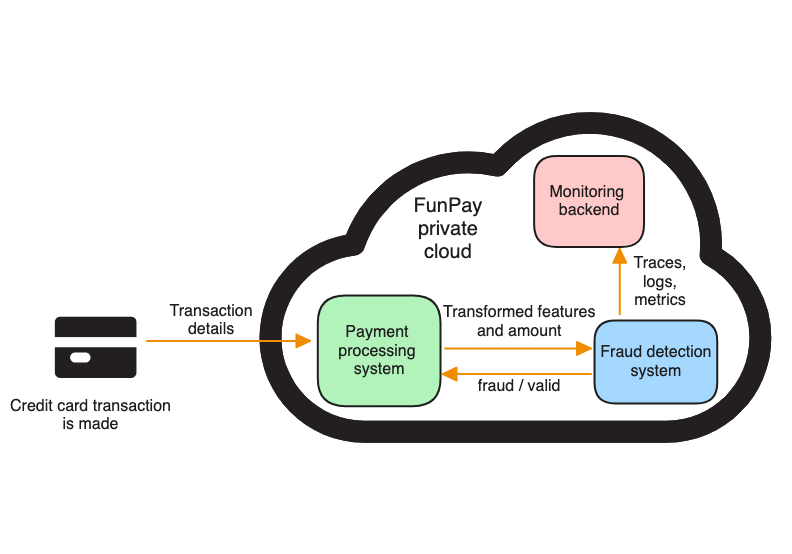 FunPay
private
cloud
Monitoring
backend
Traces,
logs,
metrics
Transaction
details
Payment
processing
system
Transformed features
and amount
Fraud detection
system
fraud / valid
Credit card transaction
is made